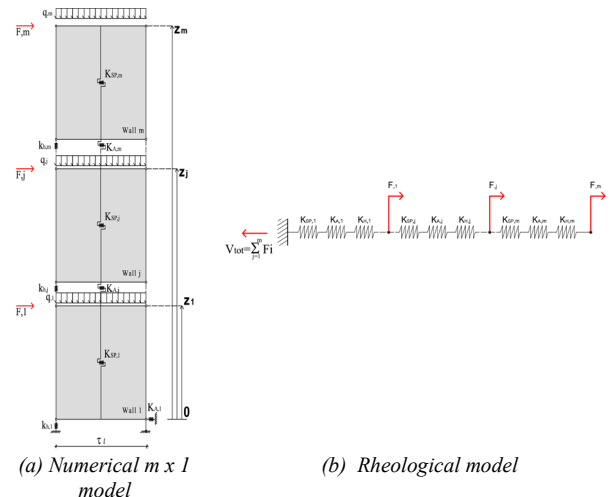 q,m
F,m
Zm
KSP,m
Wall m
kh,m
KA,m
q,j
F,j
Zj
KSP,j
Wall j
kh,j
KA,j
q,1
F,1
Z1
KSP,1
Wall 1
0
KA,1
kh,1
τ l
F,1 F,j F,m
KSP,1 KA,1 KH,1 KSP,j KA,j KH,j KSP,m KA,m KH,m
Vtot=∑ᵐj=1 Fi
(a) Numerical m x 1
model
(b) Rheological model